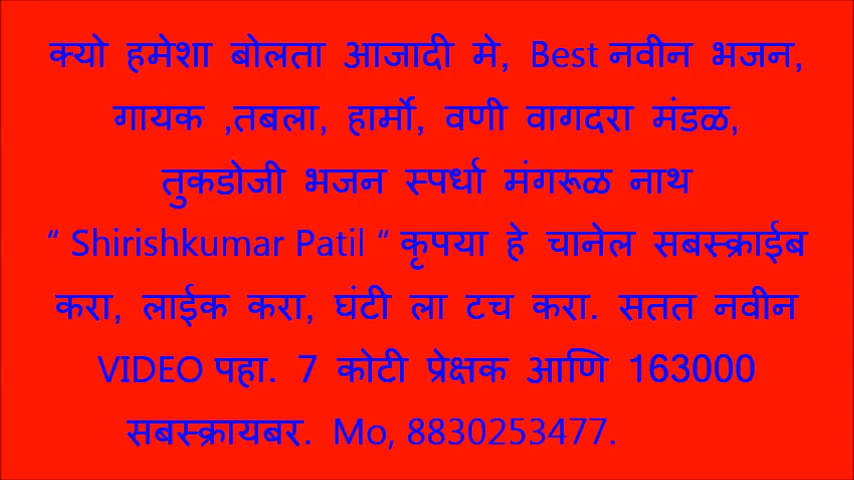 क्यो हमेशा बोलता आजादी मे, Best नवीन भजन,
गायक ,तबला, हार्मो, वणी वागदरा मंडळ,
तुकडोजी भजन स्पर्धा मंगरूळ नाथ
“ Shirishkumar Patil “ कृपया हे चानेल सबस्क्राईब
करा, लाईक करा, घंटी ला टच करा. सतत नवीन
VIDEO पहा. 7 कोटी प्रेक्षक आणि 163000
सबस्क्रायबर. Mo, 8830253477.